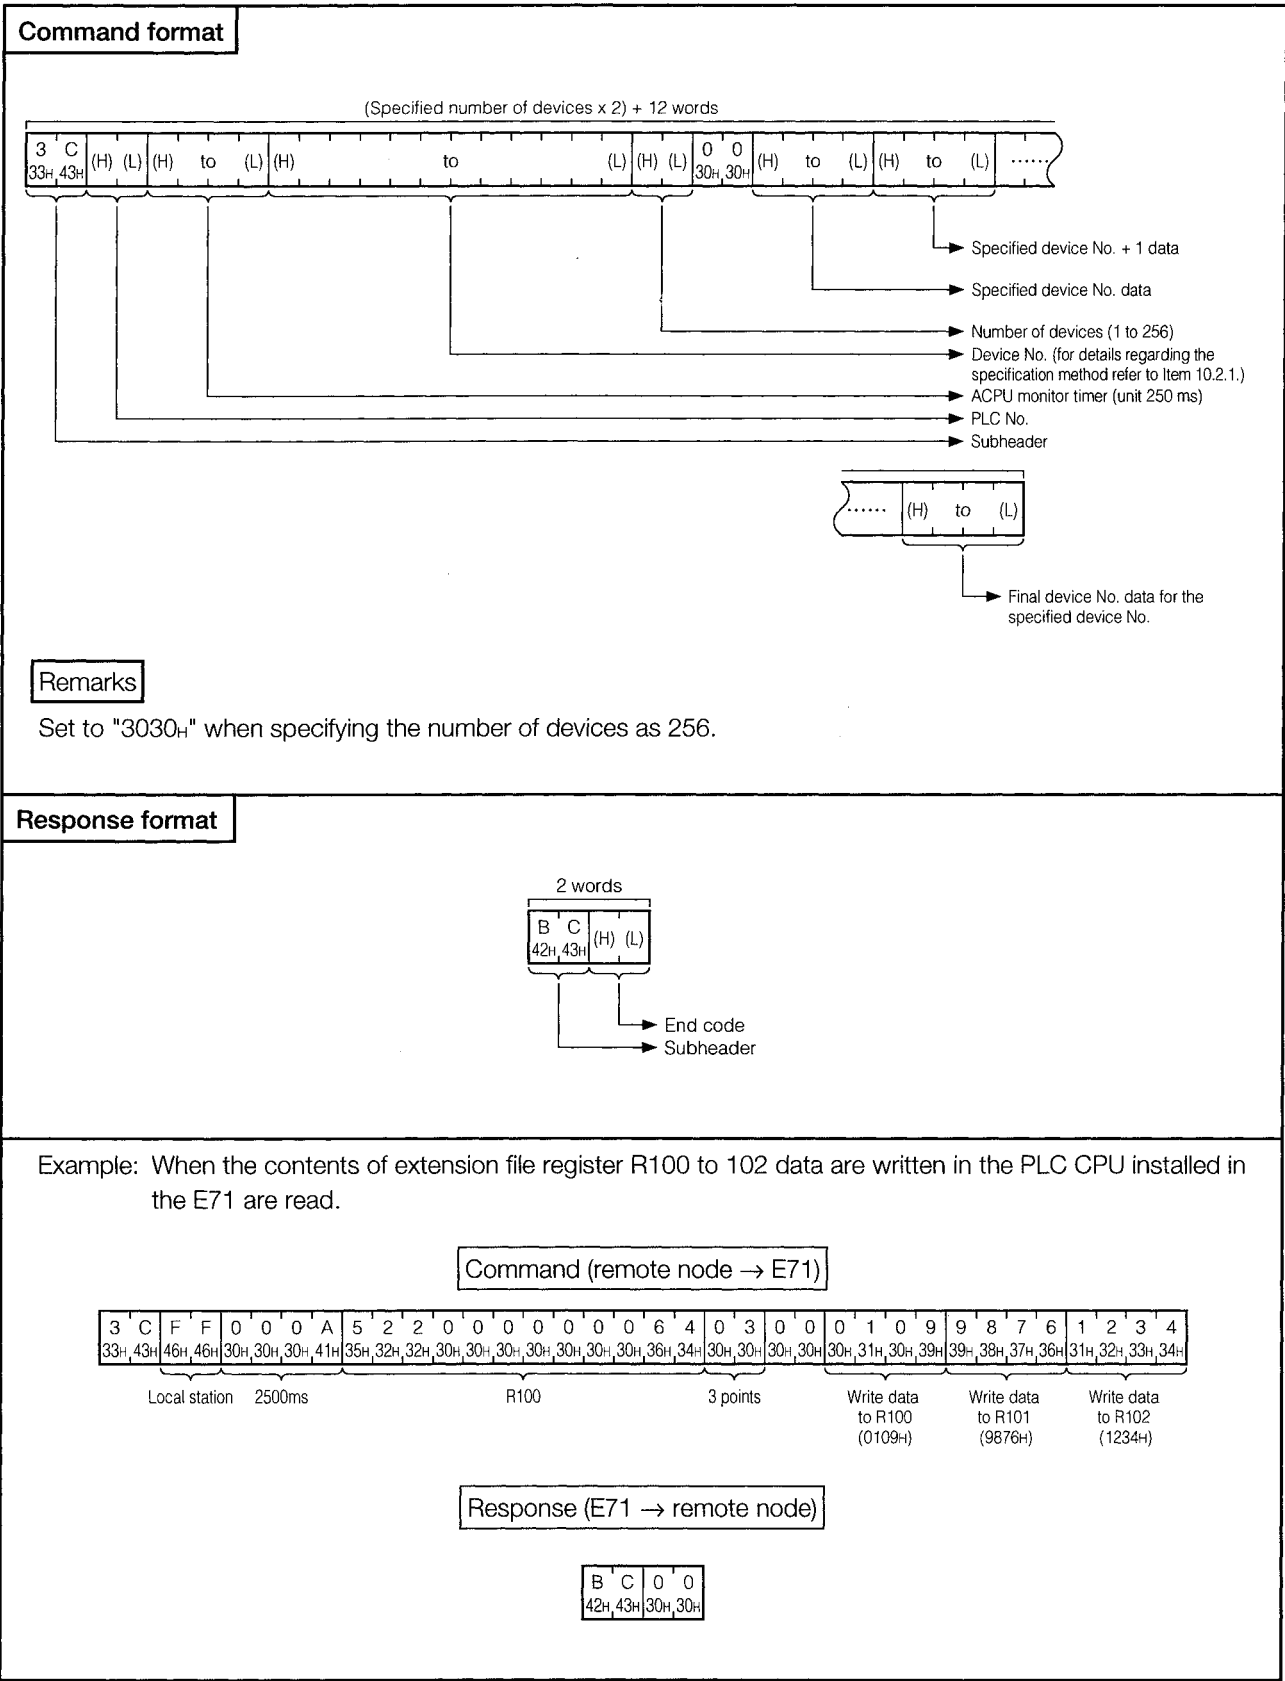 Command format
(Specified number of devices x 2) + 12 words
3 C (H) (L) (H) to (L) (H) to (L) (H) (L) 0 0 (H) to (L) (H) to (L) ······
33H 43H 30H 30H
Specified device No. + 1 data
Specified device No. data
Number of devices (1 to 256)
Device No. (for details regarding the
specification method refer to Item 10.2.1.)
ACPU monitor timer (unit 250 ms)
PLC No.
Subheader
······ (H) to (L)
Final device No. data for the
specified device No.
Remarks
Set to "3030H" when specifying the number of devices as 256.
Response format
2 words
B C (H) (L)
42H 43H
End code
Subheader
Example: When the contents of extension file register R100 to 102 data are written in the PLC CPU installed in
the E71 are read.
Command (remote node → E71)
3 C F F 0 0 0 A 5 2 2 0 0 0 0 0 0 0 6 4 0 3 0 0 0 1 0 9 9 8 7 6 1 2 3 4
33H 43H 46H 46H 30H 30H 30H 41H 35H 32H 32H 30H 30H 30H 30H 30H 30H 30H 36H 34H 30H 30H 30H 30H 30H 31H 30H 39H 39H 38H 37H 36H 31H 32H 33H 34H
Local station 2500ms R100 3 points Write data Write data Write data
to R100 to R101 to R102
(0109H) (9876H) (1234H)
Response (E71 → remote node)
B C 0 0
42H 43H 30H 30H